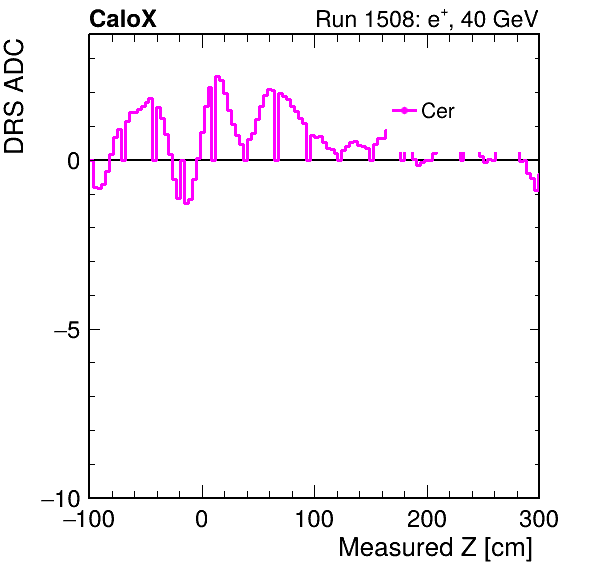 CaloX Run 1508: e⁺, 40 GeV
DRS ADC
Cer
0
−5
−10
−100 0 100 200 300
Measured Z [cm]